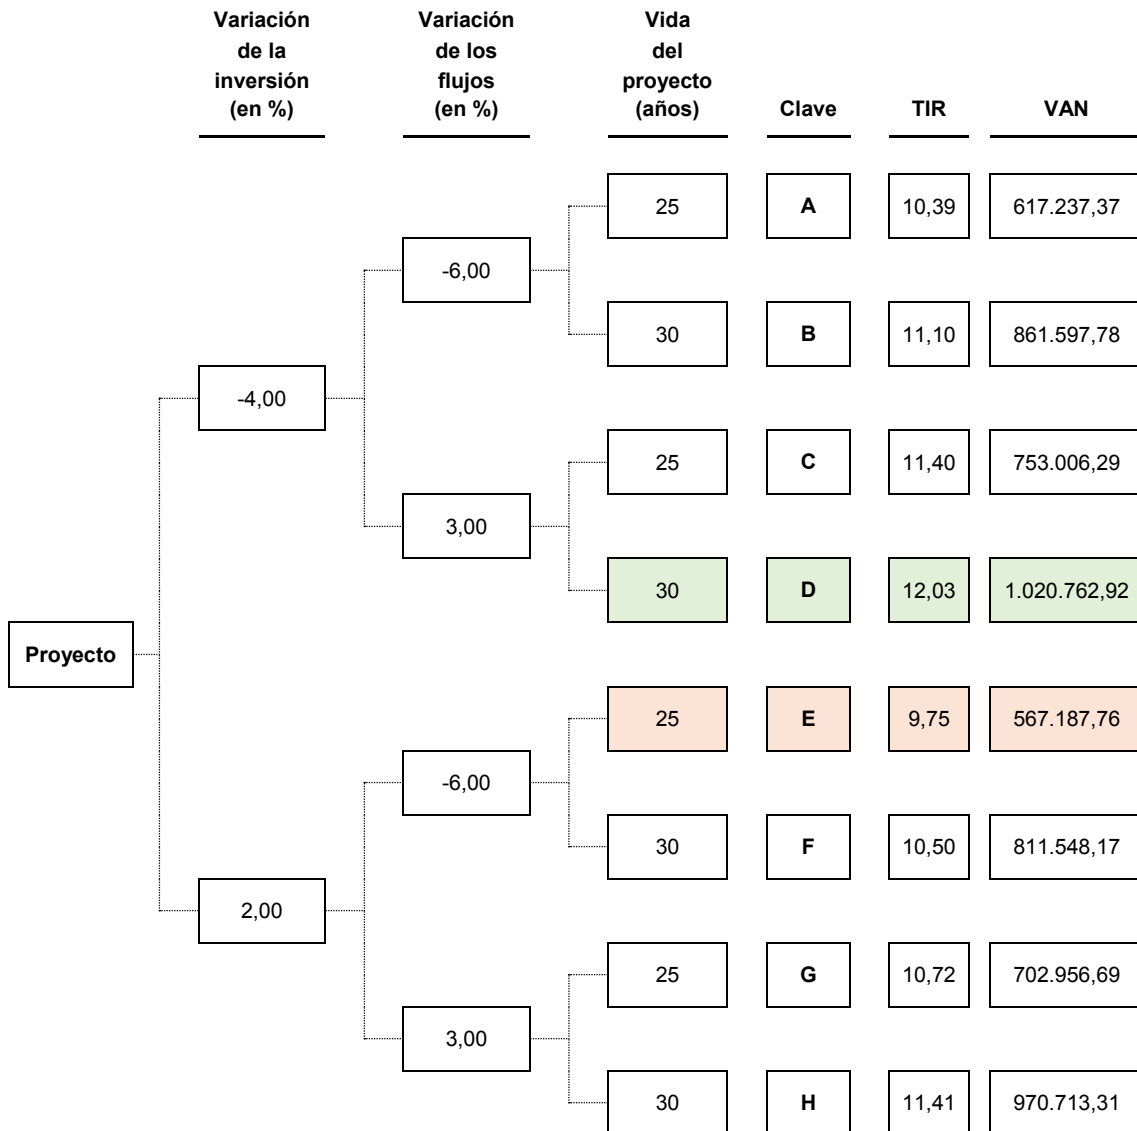 Variación de la inversión (en %)
Variación de los flujos (en %)
Vida del proyecto (años)
Clave
TIR
VAN
25 A 10,39 617.237,37
-6,00
30 B 11,10 861.597,78
-4,00
25 C 11,40 753.006,29
3,00
30 D 12,03 1.020.762,92
Proyecto
25 E 9,75 567.187,76
-6,00
30 F 10,50 811.548,17
2,00
25 G 10,72 702.956,69
3,00
30 H 11,41 970.713,31